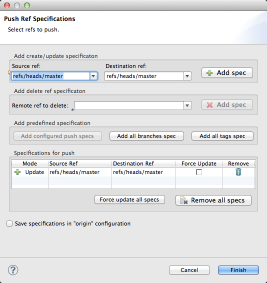 Push Ref Specifications
Push Ref Specifications
Select refs to push.
Add create/update specification
Source ref:
Destination ref:
refs/heads/master
refs/heads/master
Add spec
Add delete ref specification
Remote ref to delete:
Add spec
Add predefined specification
Add configured push specs
Add all branches spec
Add all tags spec
Specifications for push
Mode Source Ref Destination Ref Force Update Remove
Update refs/heads/master refs/heads/master
Force update all specs
Remove all specs
Save specifications in "origin" configuration
?
Cancel
Finish